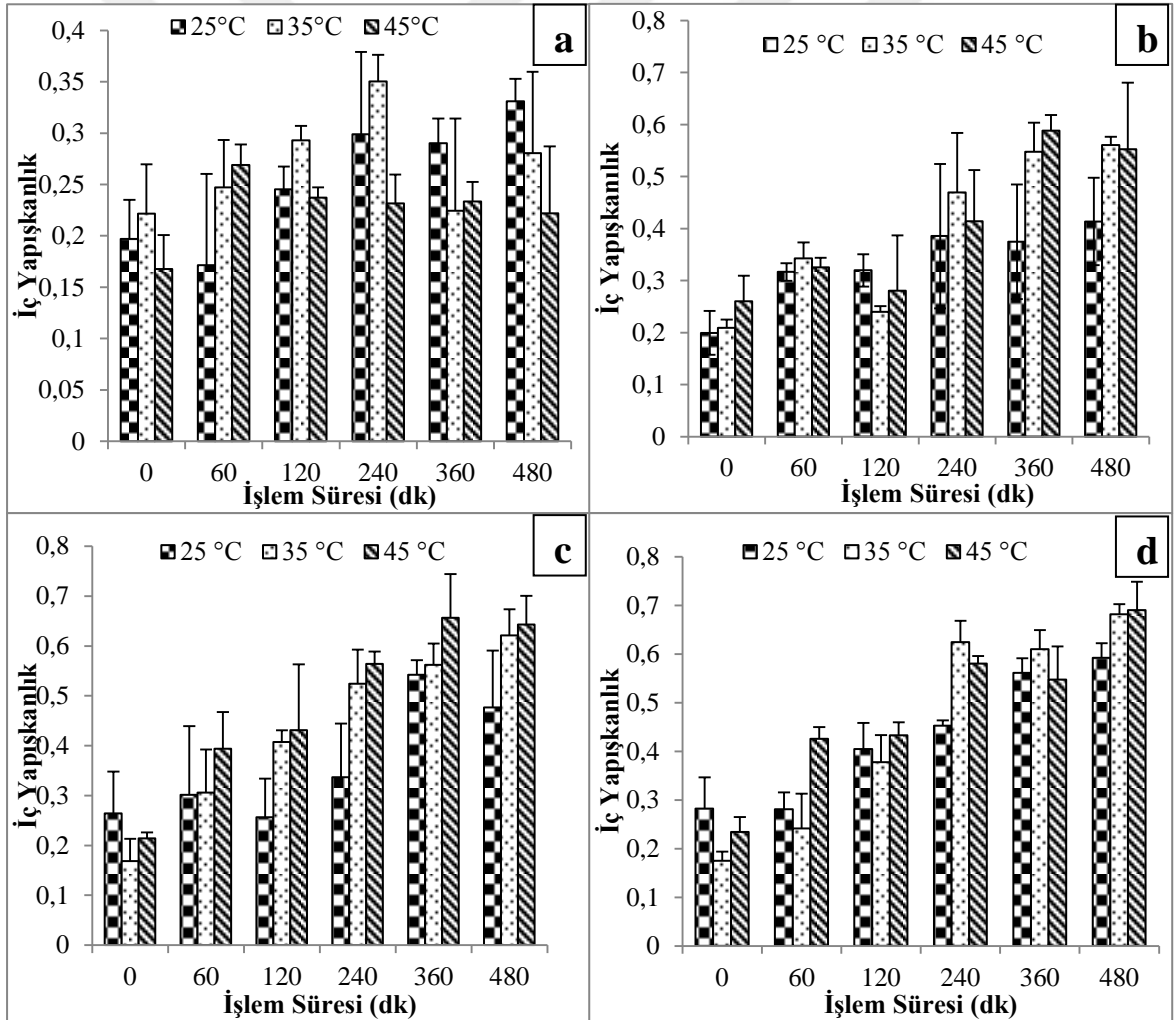 25°C 35°C 45°C
a
0,4
0,35
0,3
0,25
0,2
0,15
0,1
0,05
0
İç Yapışkanlık
0 60 120 240 360 480
İşlem Süresi (dk)
25 °C 35 °C 45 °C
b
0,8
0,7
0,6
0,5
0,4
0,3
0,2
0,1
0
İç Yapışkanlık
0 60 120 240 360 480
İşlem Süresi (dk)
25 °C 35 °C 45 °C
c
0,8
0,7
0,6
0,5
0,4
0,3
0,2
0,1
0
İç Yapışkanlık
0 60 120 240 360 480
İşlem Süresi (dk)
25 °C 35 °C 45 °C
d
0,8
0,7
0,6
0,5
0,4
0,3
0,2
0,1
0
İç Yapışkanlık
0 60 120 240 360 480
İşlem Süresi (dk)